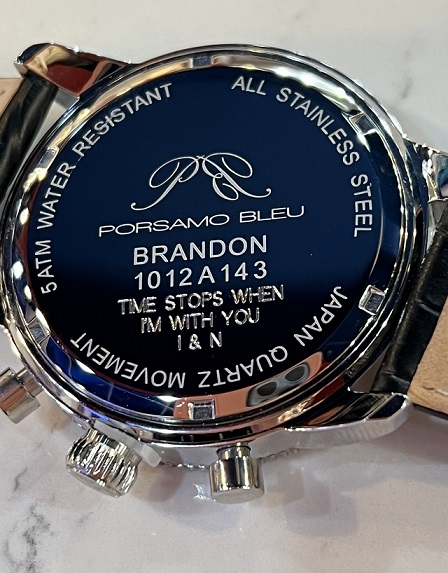 5ATM WATER RESISTANT
ALL STAINLESS STEEL
PB
PORSAMO BLEU
BRANDON
1012A143
TIME STOPS WHEN
I'M WITH YOU
I & N
JAPAN QUARTZ MOVEMENT